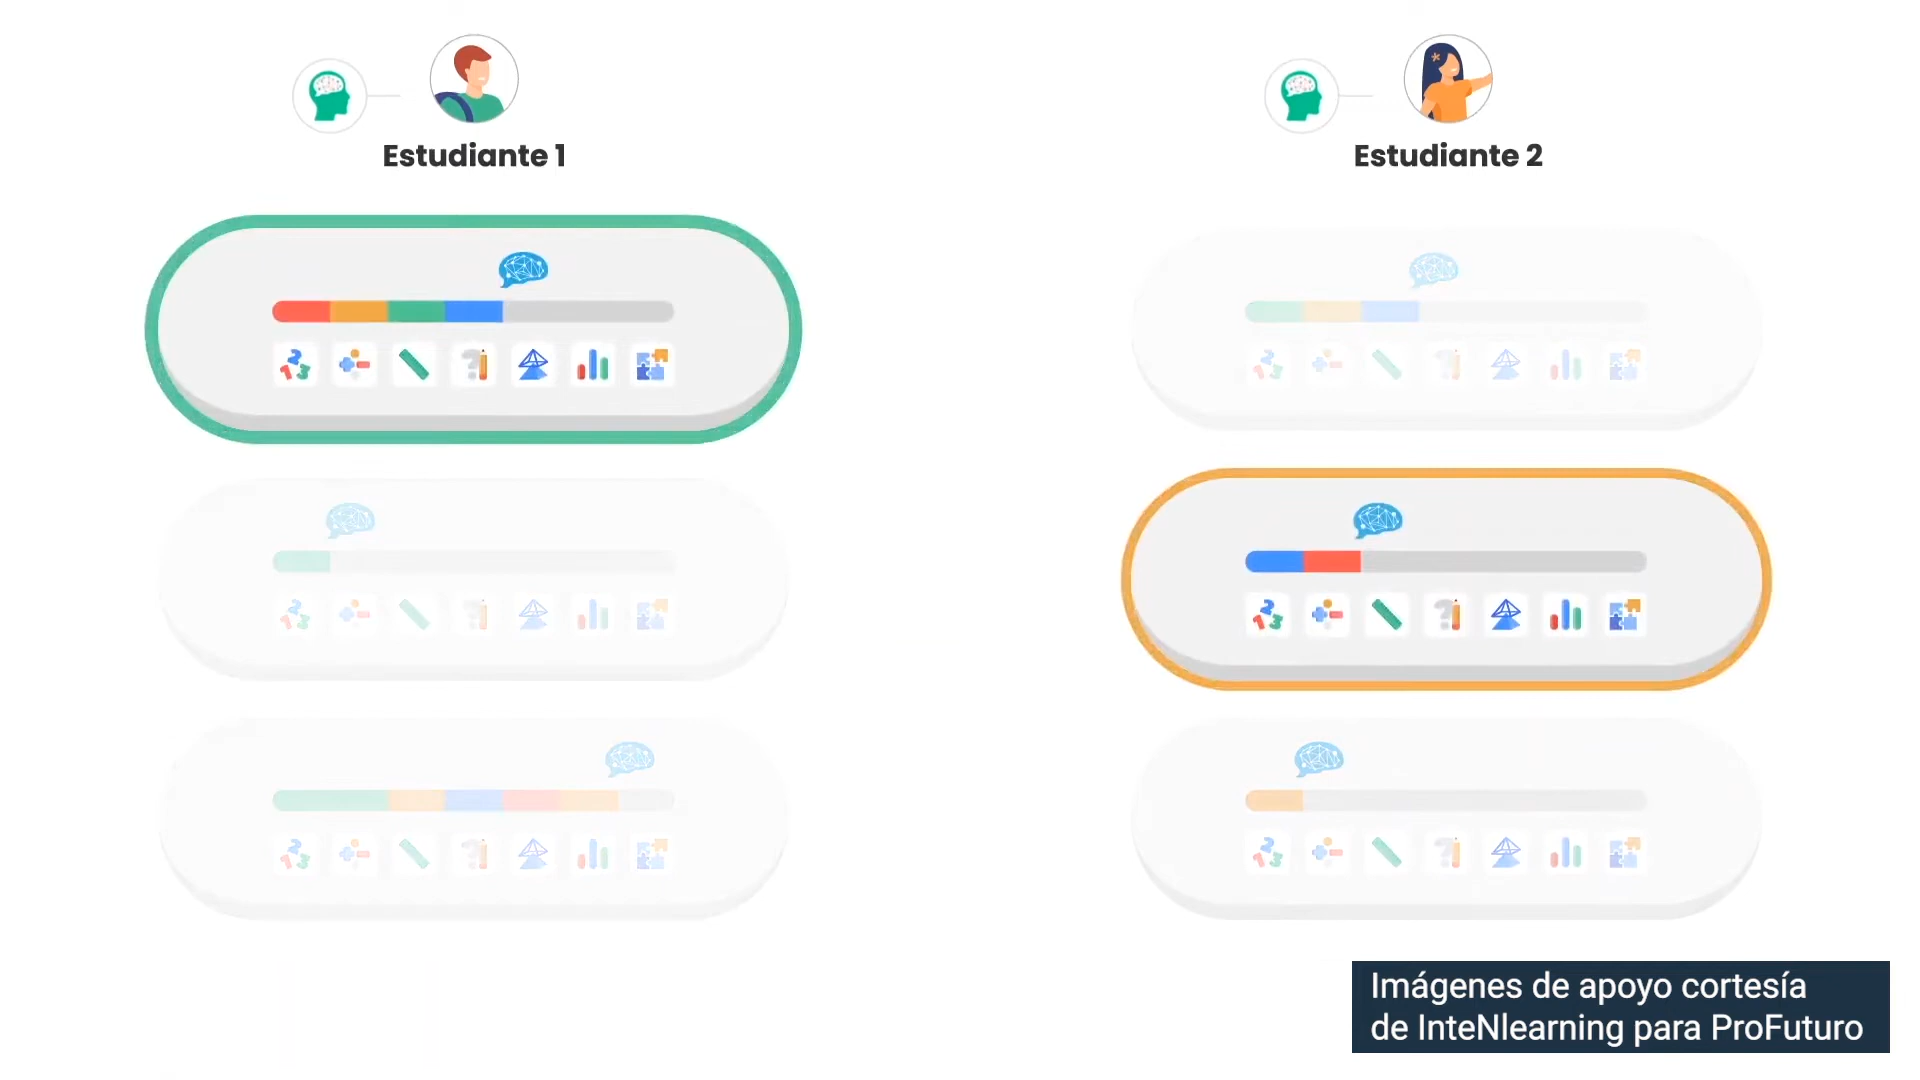 Estudiante 1
Estudiante 2
Imágenes de apoyo cortesía
de InteNlearning para ProFuturo